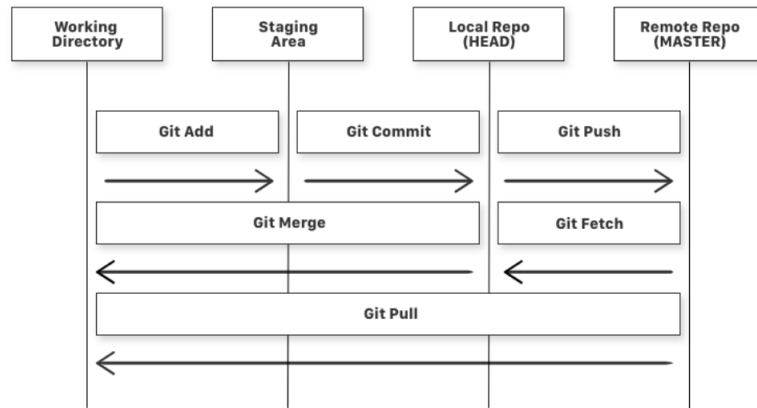 Working
Directory
Staging
Area
Local Repo
(HEAD)
Remote Repo
(MASTER)
Git Add
Git Commit
Git Push
Git Merge
Git Fetch
Git Pull